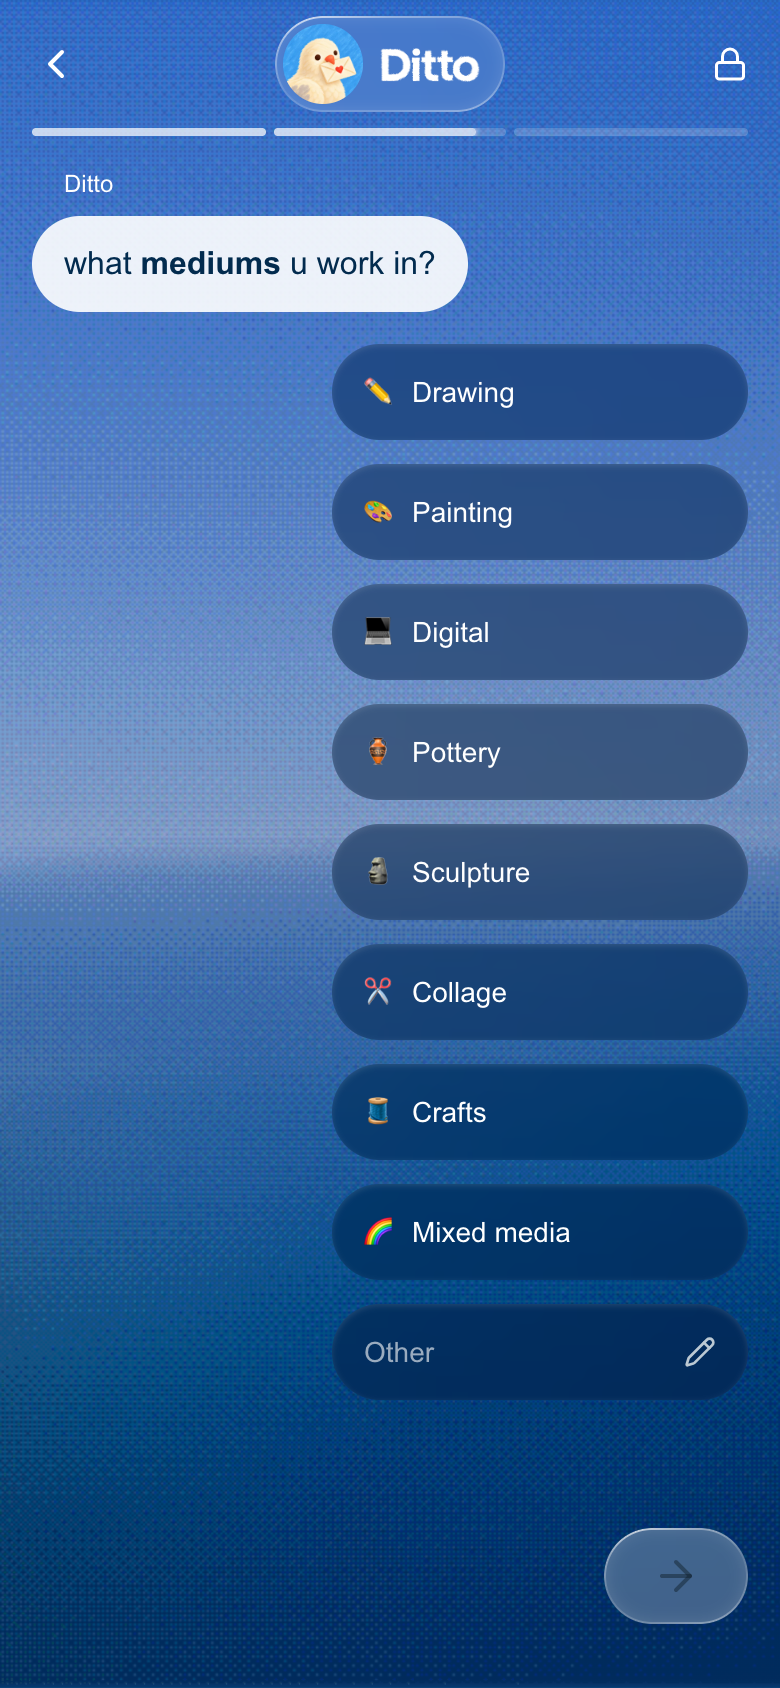 Ditto
Ditto
what mediums u work in?
Drawing
Painting
Digital
Pottery
Sculpture
Collage
Crafts
Mixed media
Other